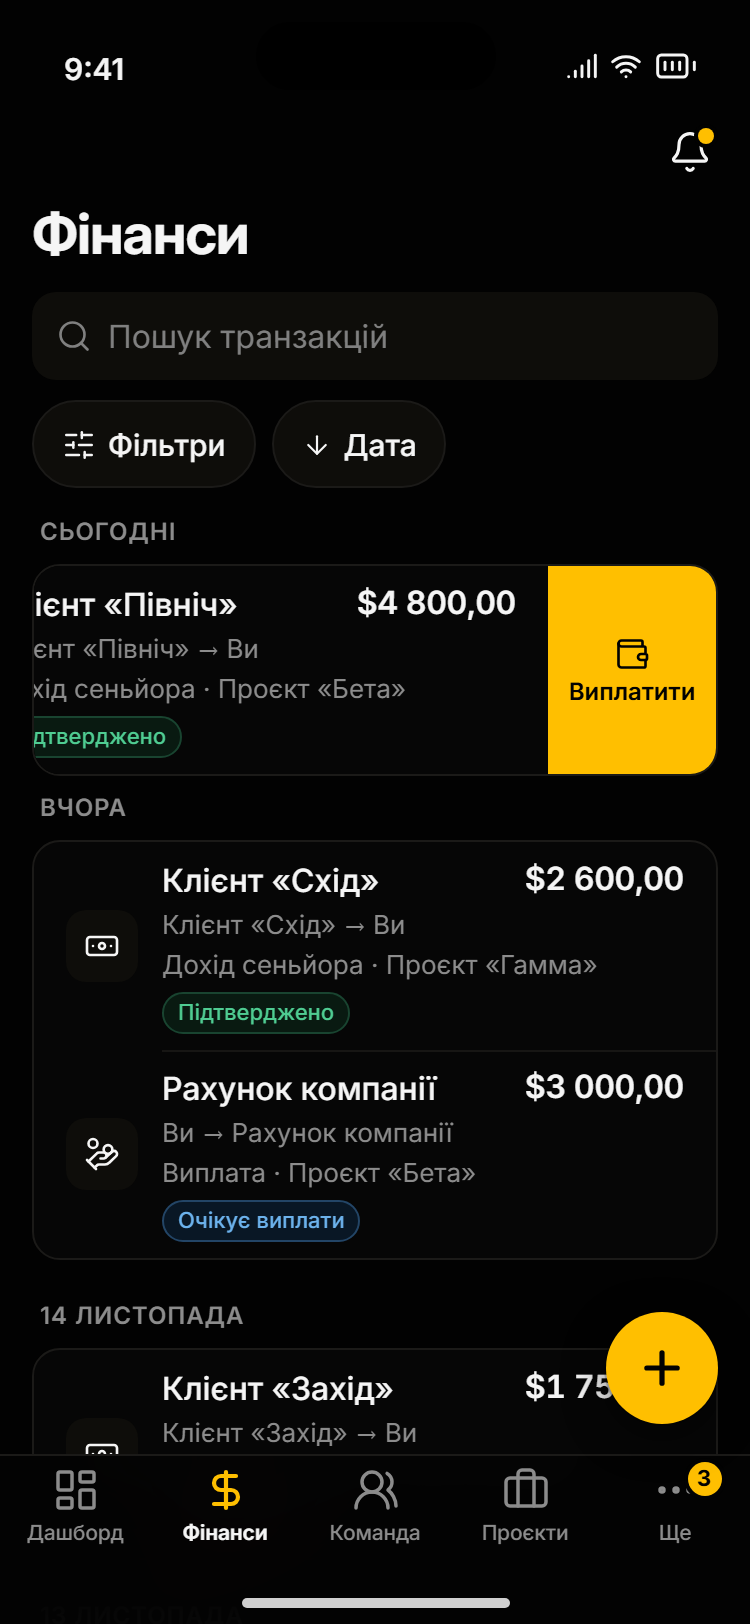 9:41
Фінанси
Пошук транзакцій
Фільтри
Дата
СЬОГОДНІ
ієнт «Північ» $4 800,00
єнт «Північ» → Ви
хід сеньйора · Проєкт «Бета»
дтверджено
Виплатити
ВЧОРА
Клієнт «Схід» $2 600,00
Клієнт «Схід» → Ви
Дохід сеньйора · Проєкт «Гамма»
Підтверджено
Рахунок компанії $3 000,00
Ви → Рахунок компанії
Виплата · Проєкт «Бета»
Очікує виплати
14 ЛИСТОПАДА
Клієнт «Захід» $1 75
Клієнт «Захід» → Ви
3
Дашборд Фінанси Команда Проєкти Ще
13 ЛИСТОПАДА